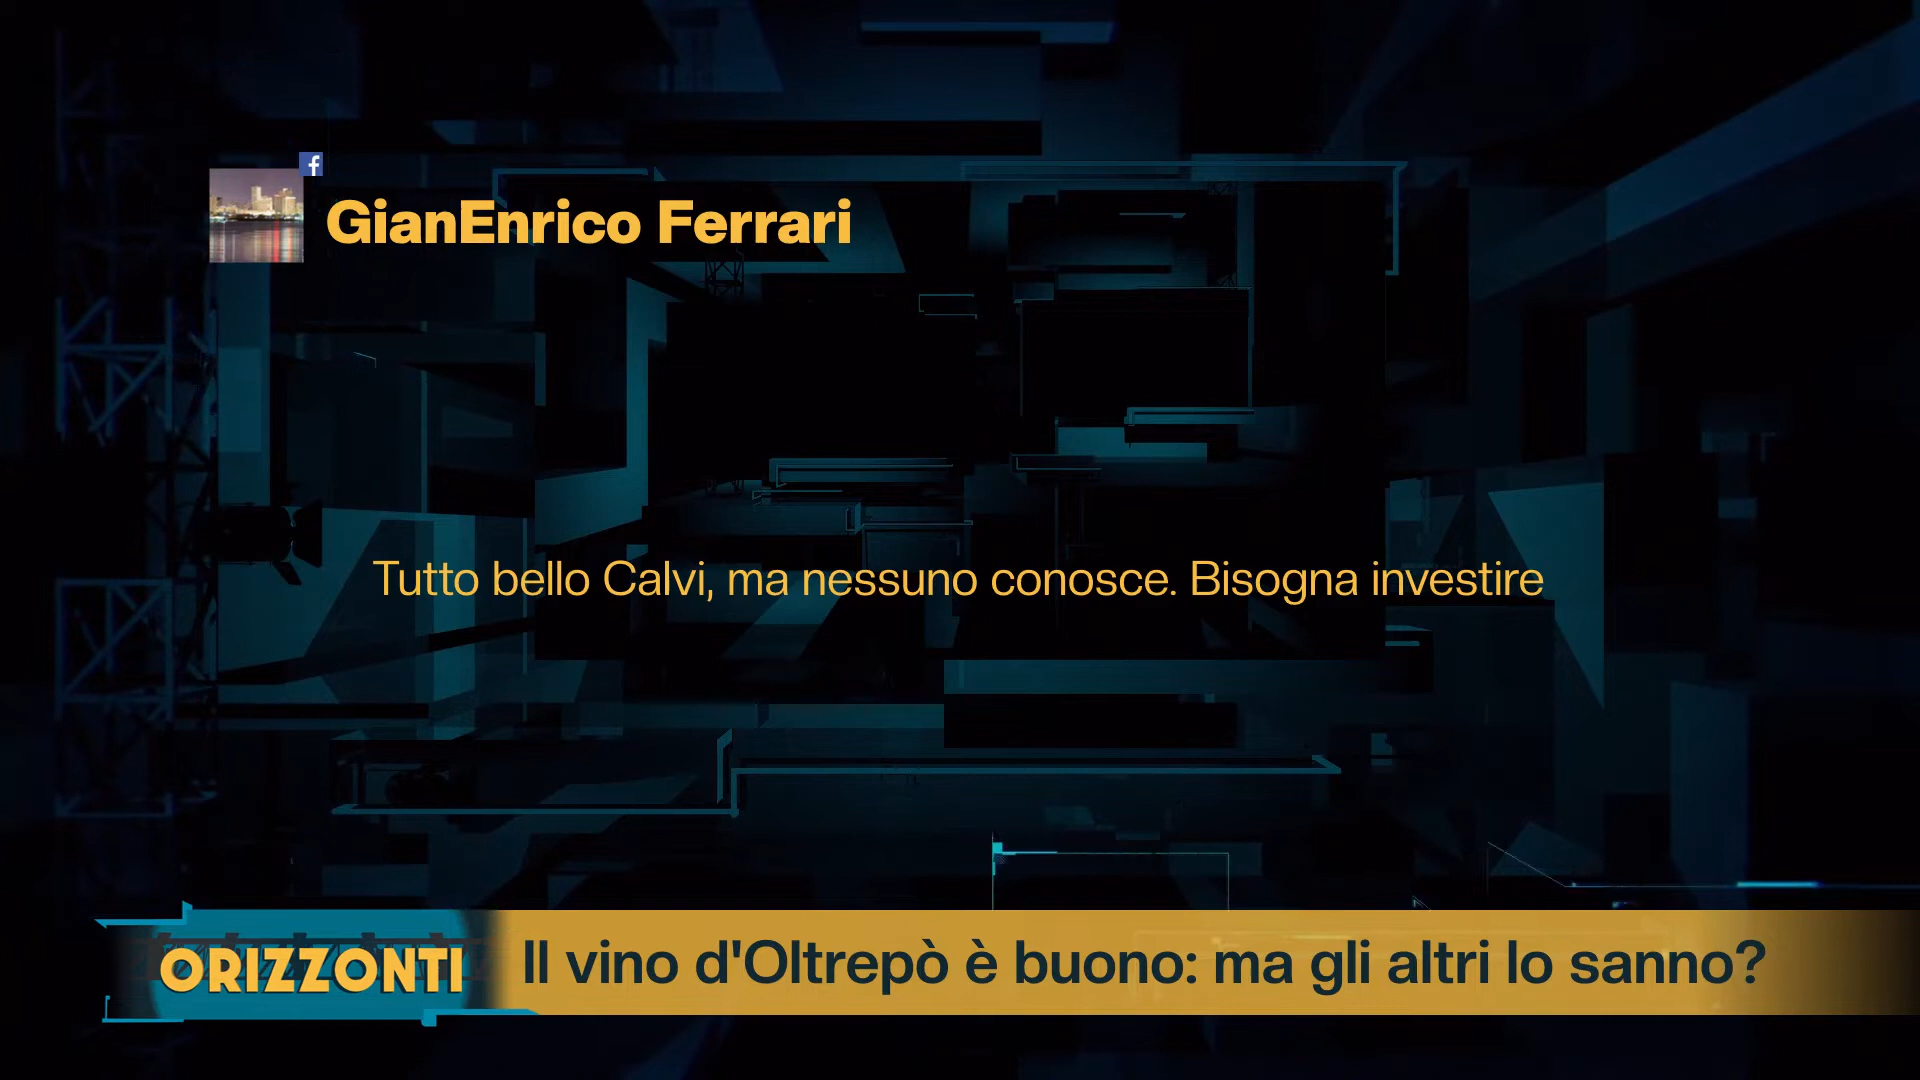 GianEnrico Ferrari
Tutto bello Calvi, ma nessuno conosce. Bisogna investire
ORIZZONTI
Il vino d'Oltrepò è buono: ma gli altri lo sanno?